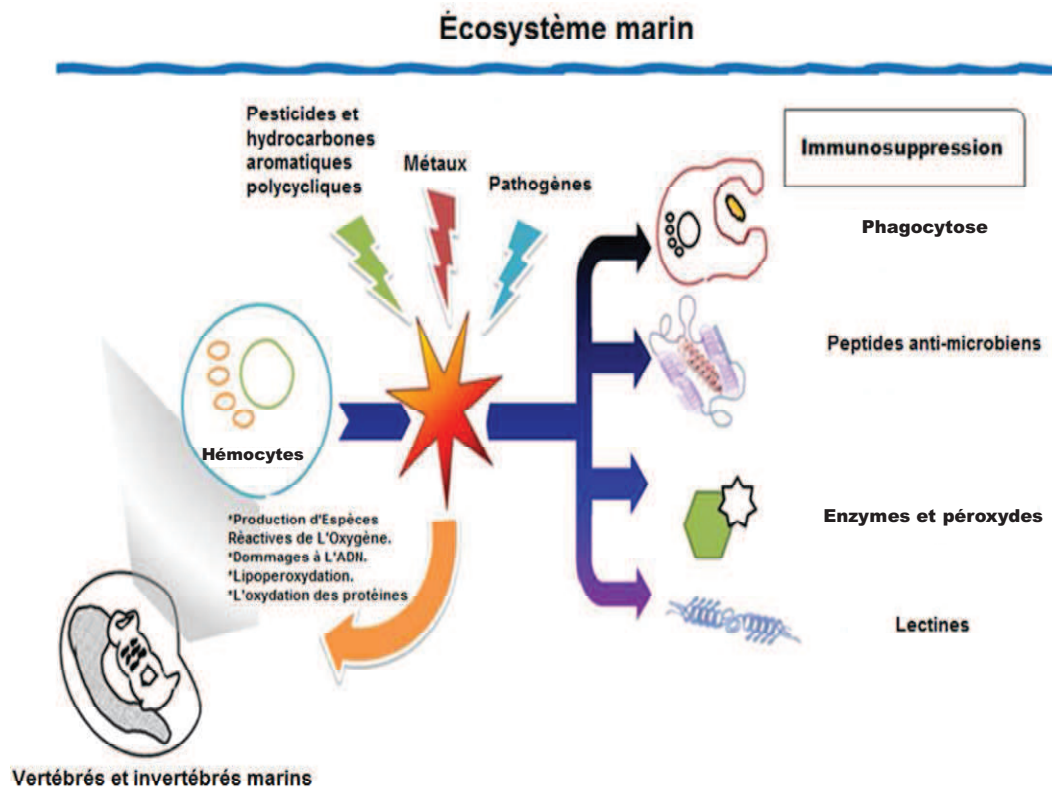 Écosystème marin
Pesticides et
hydrocarbones
aromatiques
polycycliques
Métaux
Pathogènes
Immunosuppression
Phagocytose
Peptides anti-microbiens
Hémocytes
*Production d'Espèces
Réactives de L'Oxygène.
*Dommages à L'ADN.
*Lipoperoxydation.
*L'oxydation des protéines
Enzymes et péroxydes
Lectines
Vertébrés et invertébrés marins